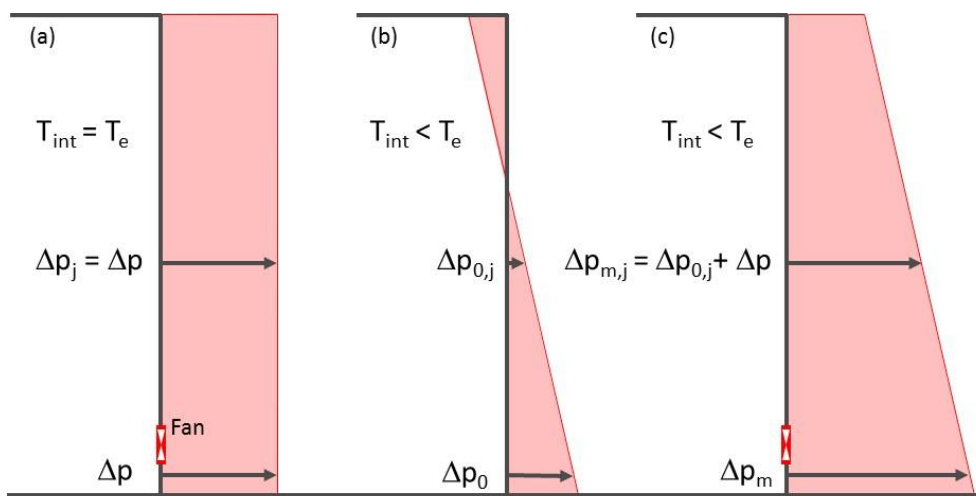 (a)
T_int = T_e
Δp_j = Δp
Fan
Δp
(b)
T_int < T_e
Δp_0,j
Δp_0
(c)
T_int < T_e
Δp_m,j = Δp_0,j + Δp
Δp_m